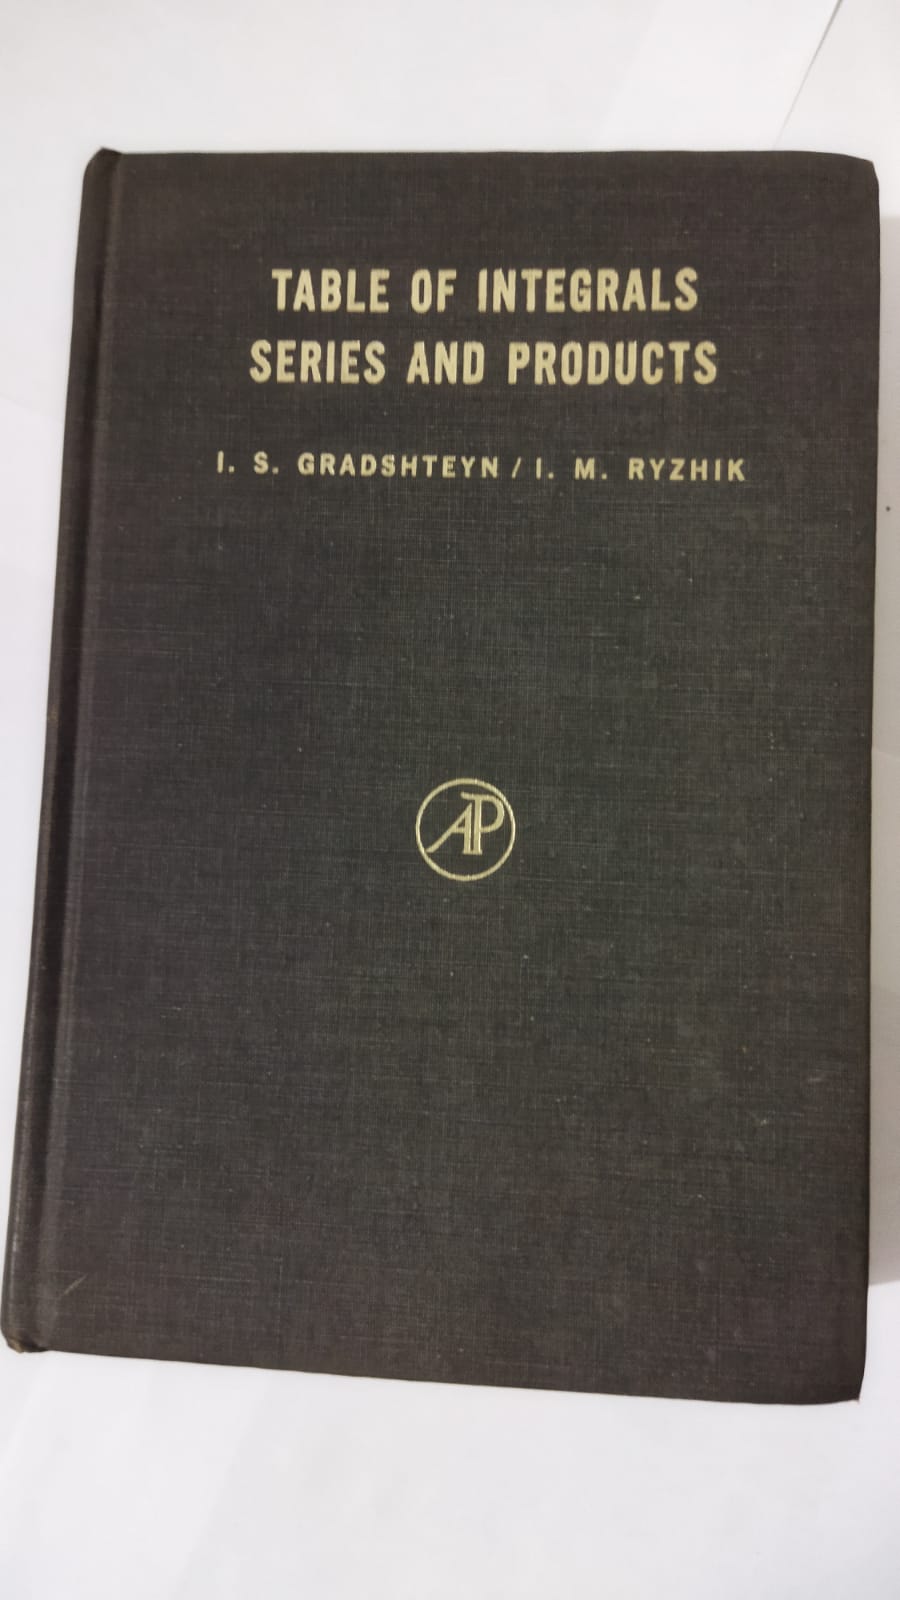 TABLE OF INTEGRALS
SERIES AND PRODUCTS
I. S. GRADSHTEYN / I. M. RYZHIK
AP